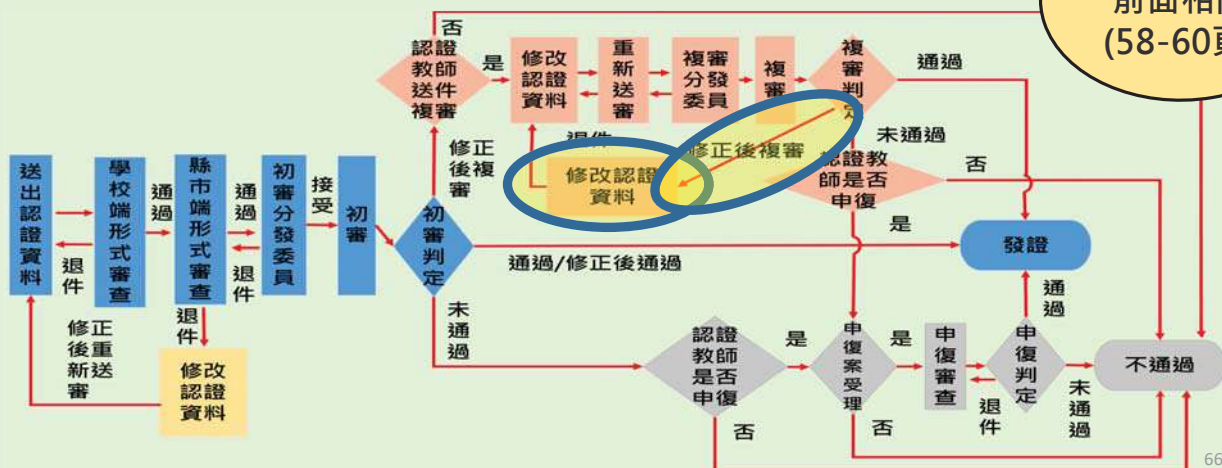 前面相
(58-60頁
否
認證
教師
送件
複審
是
修改
認證
資料
重新送審
複審
分發
委員
複審
複審判定
通過
退件
修正後複審
未通過
修改認證
資料
認證教
師是否
申復
否
是
修正
後複
審
送出認證資料
退件
學校端形式審查
通過
縣市端形式審查
通過
退件
初審分發委員
接受
初審
初審判定
通過/修正後通過
發證
修正
後重
新送
審
退件
修改
認證
資料
未通過
認證
教師
是否
申復
是
否
申復案受理
是
否
申復審查
退件
申復判定
通過
未通過
不通過
66